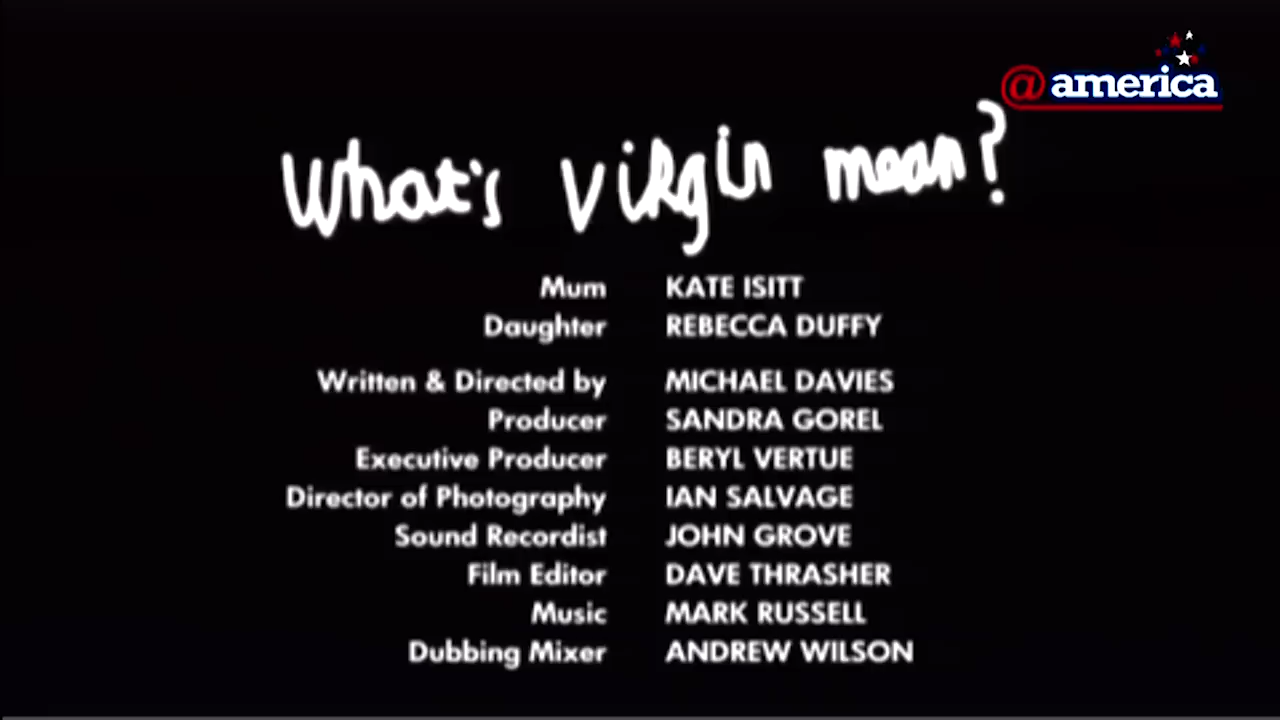 @america
What's virgin mean?
Mum KATE ISITT
Daughter REBECCA DUFFY
Written & Directed by MICHAEL DAVIES
Producer SANDRA GOREL
Executive Producer BERYL VERTUE
Director of Photography IAN SALVAGE
Sound Recordist JOHN GROVE
Film Editor DAVE THRASHER
Music MARK RUSSELL
Dubbing Mixer ANDREW WILSON